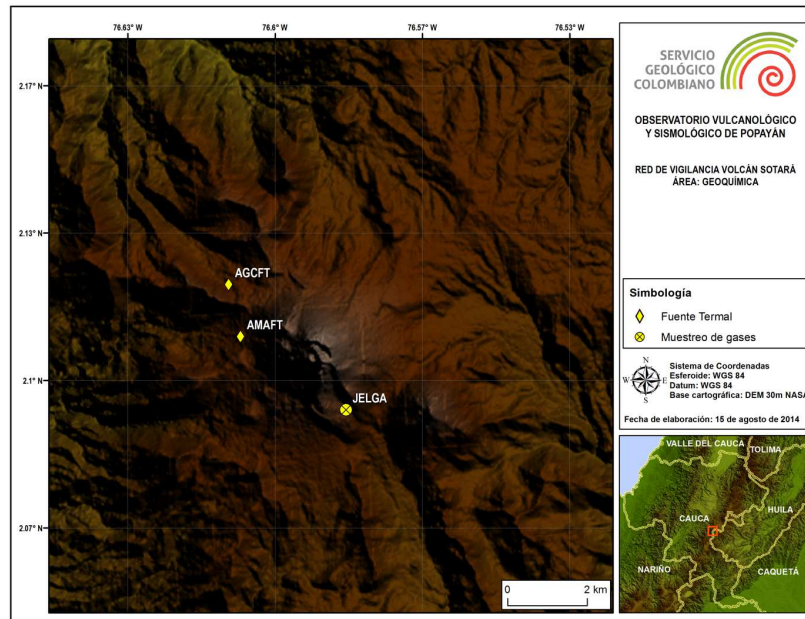 76.63° W
76.6° W
76.57° W
76.53° W
2.17° N
2.13° N
2.1° N
2.07° N
AGCFT
AMAFT
JELGA
0 2 km
SERVICIO
GEOLÓGICO
COLOMBIANO
OBSERVATORIO VULCANOLÓGICO
Y SISMOLÓGICO DE POPAYÁN
RED DE VIGILANCIA VOLCÁN SOTARÁ
ÁREA: GEOQUÍMICA
Simbología
Fuente Termal
Muestreo de gases
N
W E
S
Sistema de Coordenadas
Esferoide: WGS 84
Datum: WGS 84
Base cartográfica: DEM 30m NASA
Fecha de elaboración: 15 de agosto de 2014
VALLE DEL CAUCA
TOLIMA
HUILA
CAUCA
NARIÑO
CAQUETÁ